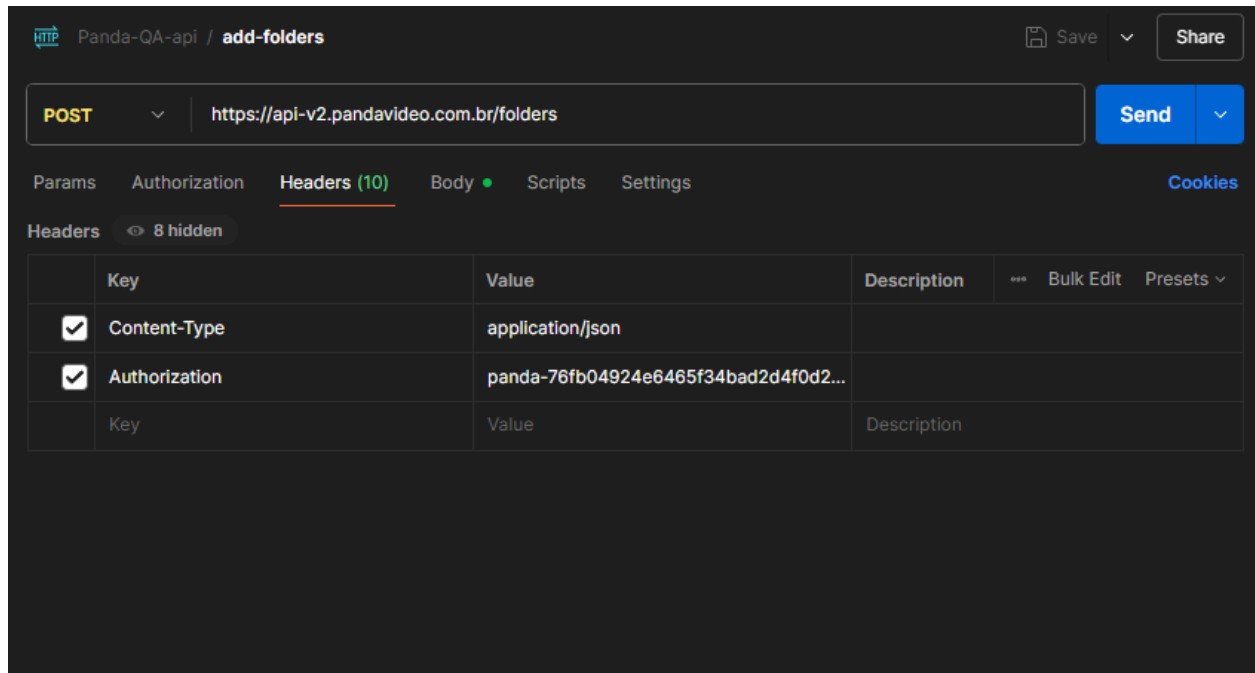 HTTP Panda-QA-api / add-folders Save Share
POST https://api-v2.pandavideo.com.br/folders Send
Params Authorization Headers (10) Body Scripts Settings Cookies
Headers 8 hidden
Key Value Description Bulk Edit Presets
Content-Type application/json
Authorization panda-76fb04924e6465f34bad2d4f0d2...
Key Value Description